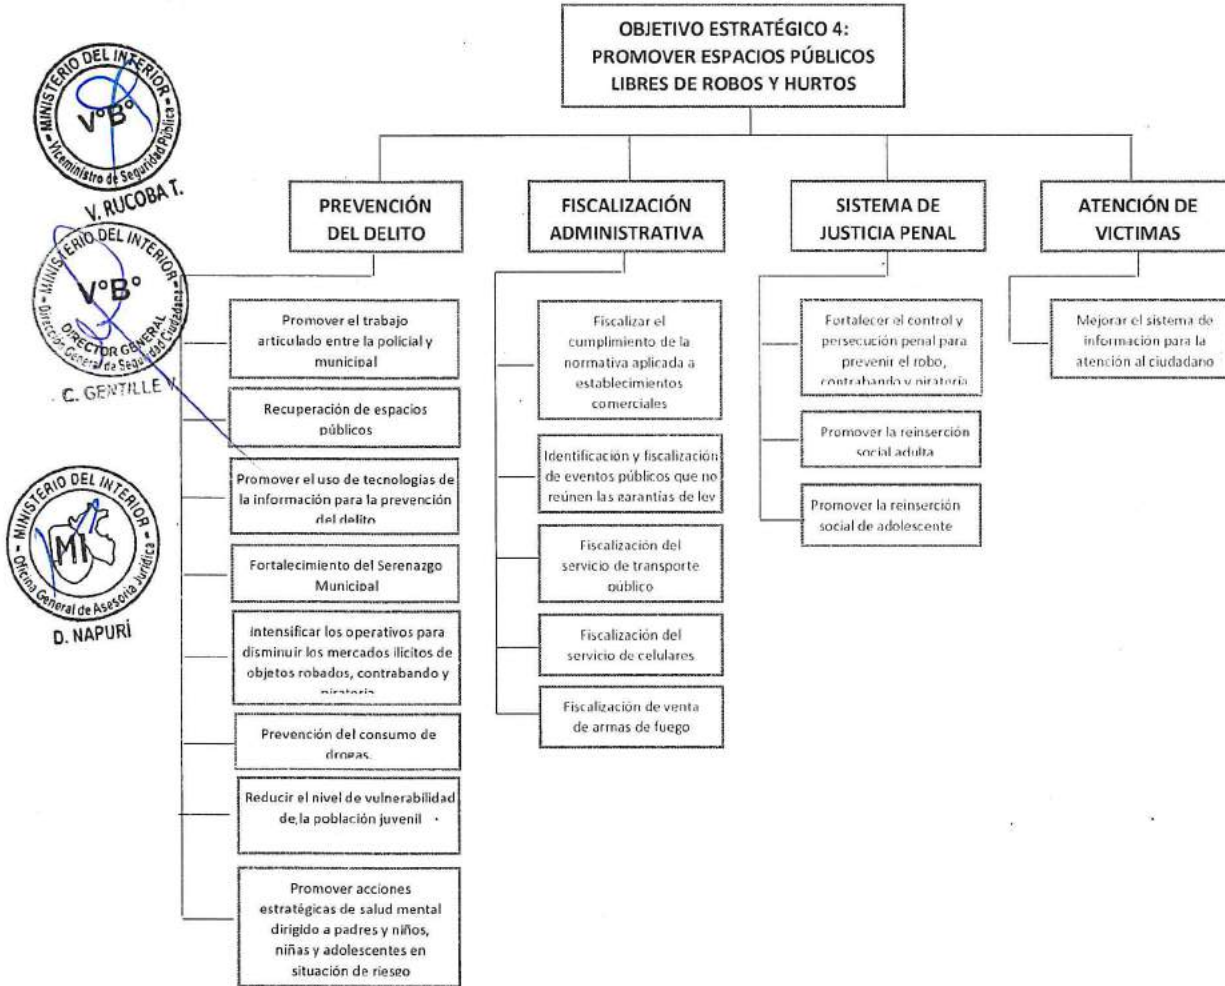 OBJETIVO ESTRATÉGICO 4:
PROMOVER ESPACIOS PÚBLICOS
LIBRES DE ROBOS Y HURTOS
MINISTERIO DEL INTERIOR
V°B°
Viceministro de Seguridad Pública
V. RUCOBA T.
MINISTERIO DEL INTERIOR
V°B°
DIRECTOR GENERAL
Dirección General de Seguridad Ciudadana
C. GENTILLE V
MINISTERIO DEL INTERIOR
MI
Oficina General de Asesoría Jurídica
D. NAPURÍ
PREVENCIÓN
DEL DELITO
Promover el trabajo
articulado entre la policial y
municipal
Recuperación de espacios
públicos
Promover el uso de tecnologías de
la información para la prevención
del delito
Fortalecimiento del Serenazgo
Municipal
Intensificar los operativos para
disminuir los mercados ilícitos de
objetos robados, contrabando y
piratería
Prevención del consumo de
drogas.
Reducir el nivel de vulnerabilidad
de la población juvenil
Promover acciones
estratégicas de salud mental
dirigido a padres y niños,
niñas y adolescentes en
situación de riesgo
FISCALIZACIÓN
ADMINISTRATIVA
Fiscalizar el
cumplimiento de la
normativa aplicada a
establecimientos
comerciales
Identificación y fiscalización
de eventos públicos que no
reúnen las garantías de ley
Fiscalización del
servicio de transporte
público
Fiscalización del
servicio de celulares
Fiscalización de venta
de armas de fuego
SISTEMA DE
JUSTICIA PENAL
Fortalecer el control y
persecución penal para
prevenir el robo,
contrabando y piratería
Promover la reinserción
social adulta
Promover la reinserción
social de adolescente
ATENCIÓN DE
VICTIMAS
Mejorar el sistema de
información para la
atención al ciudadano